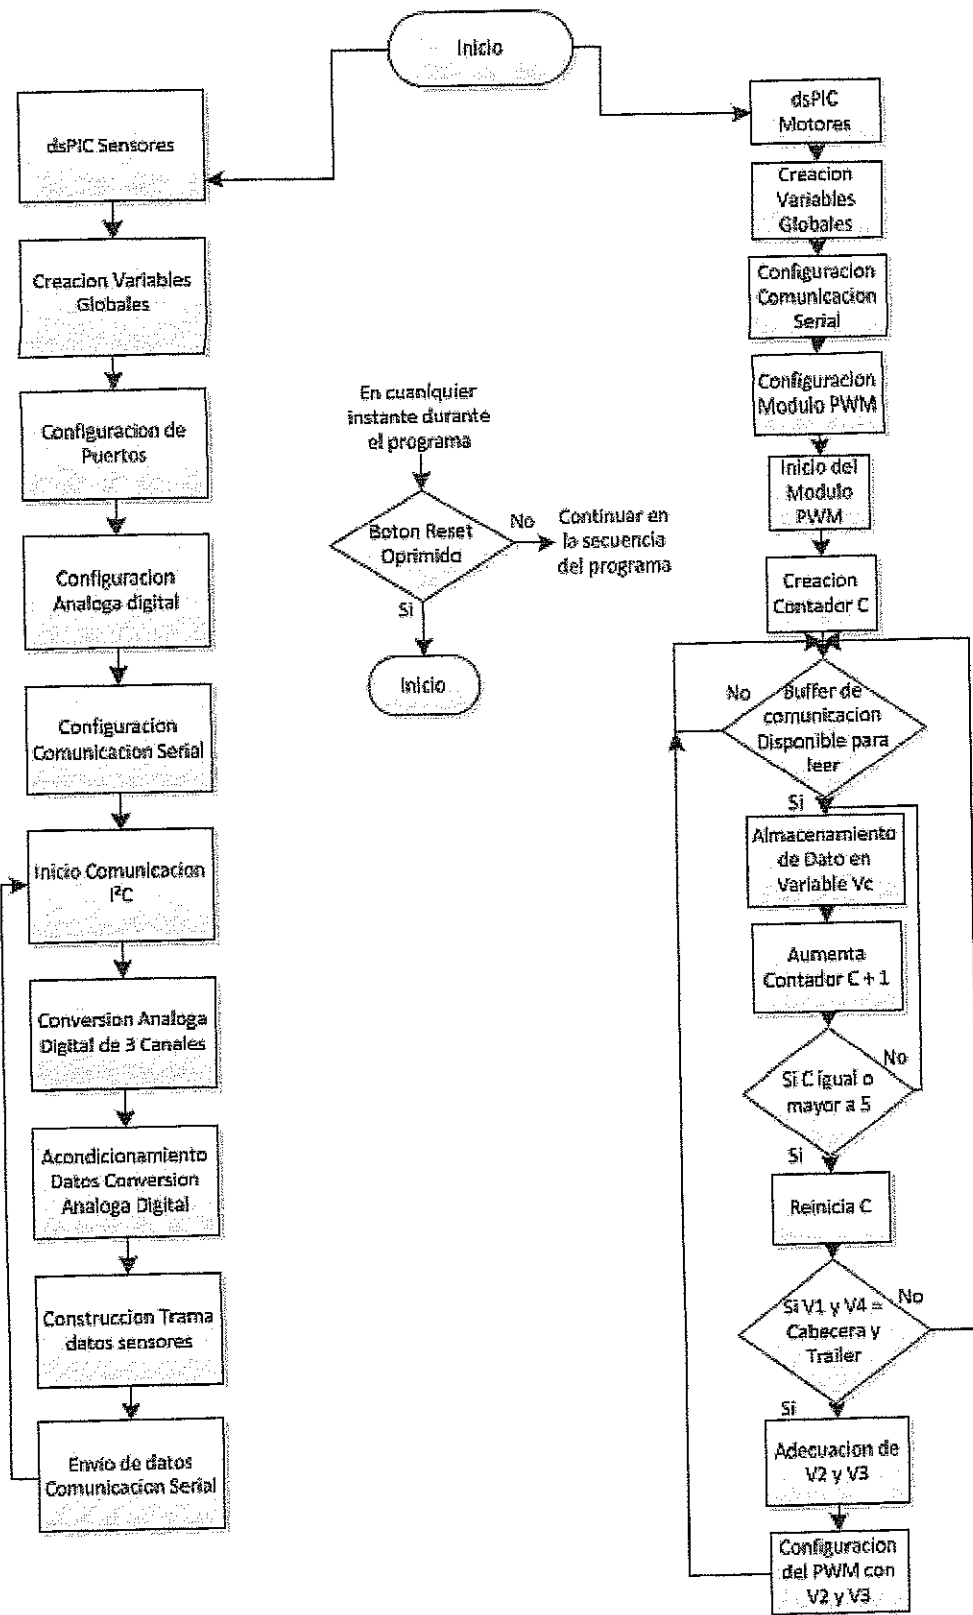 Inicio
dsPIC Sensores
Creacion Variables
Globales
Configuracion de
Puertos
Configuracion
Analoga digital
Configuracion
Comunicacion Serial
Inicio Comunicacion
I²C
Conversion Analoga
Digital de 3 Canales
Acondicionamiento
Datos Conversion
Analoga Digital
Construccion Trama
datos sensores
Envio de datos
Comunicacion Serial
En cualquier
instante durante
el programa
Boton Reset
Oprimido
No
Continuar en
la secuencia
del programa
Si
Inicio
dsPIC
Motores
Creacion
Variables
Globales
Configuracion
Comunicacion
Serial
Configuracion
Modulo PWM
Inicio del
Modulo
PWM
Creacion
Contador C
No
Buffer de
comunicacion
Disponible para
leer
Si
Almacenamiento
de Dato en
Variable Vc
Aumenta
Contador C + 1
No
Si C igual o
mayor a 5
Si
Reinicia C
No
Si V1 y V4 =
Cabecera y
Trailer
Si
Adecuacion de
V2 y V3
Configuracion
del PWM con
V2 y V3